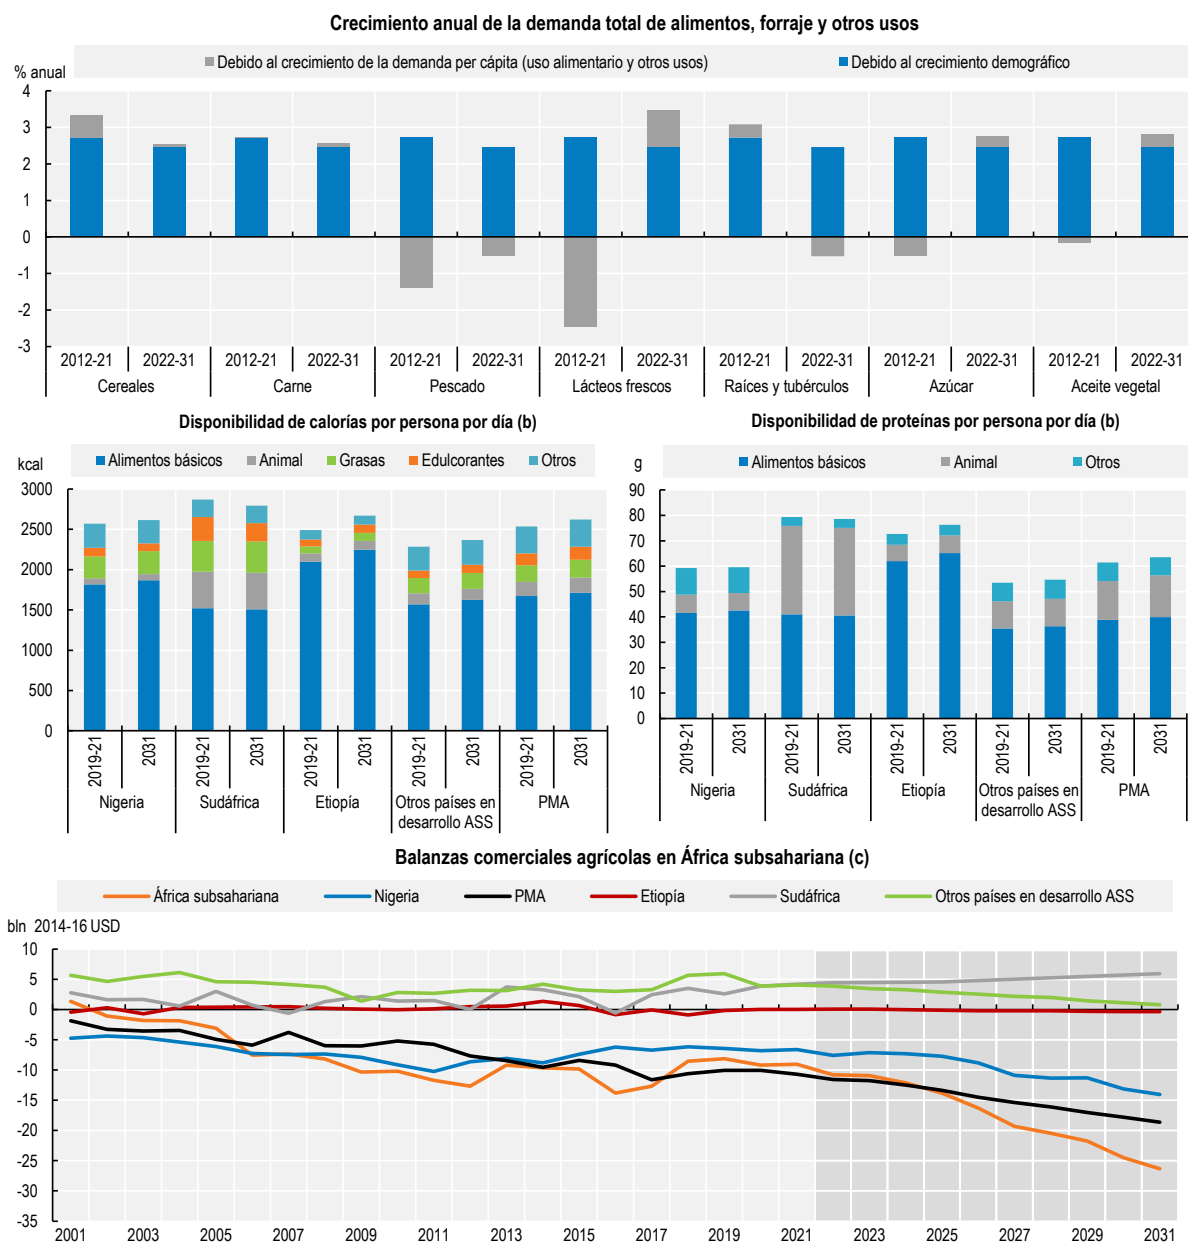 Crecimiento anual de la demanda total de alimentos, forraje y otros usos
Debido al crecimiento de la demanda per cápita (uso alimentario y otros usos) Debido al crecimiento demográfico
% anual
4
3
2
1
0
-1
-2
-3
2012-21 2022-31 2012-21 2022-31 2012-21 2022-31 2012-21 2022-31 2012-21 2022-31 2012-21 2022-31 2012-21 2022-31
Cereales Carne Pescado Lácteos frescos Raíces y tubérculos Azúcar Aceite vegetal
Disponibilidad de calorías por persona por día (b)
kcal
Alimentos básicos Animal Grasas Edulcorantes Otros
3000
2500
2000
1500
1000
500
0
2019-21 2031 2019-21 2031 2019-21 2031 2019-21 2031 2019-21 2031
Nigeria Sudáfrica Etiopía Otros países en PMA
desarrollo ASS
Disponibilidad de proteínas por persona por día (b)
g
Alimentos básicos Animal Otros
90
80
70
60
50
40
30
20
10
0
2019-21 2031 2019-21 2031 2019-21 2031 2019-21 2031 2019-21 2031
Nigeria Sudáfrica Etiopía Otros países en PMA
desarrollo ASS
Balanzas comerciales agrícolas en África subsahariana (c)
África subsahariana Nigeria PMA Etiopía Sudáfrica Otros países en desarrollo ASS
bln 2014-16 USD
10
5
0
-5
-10
-15
-20
-25
-30
-35
2001 2003 2005 2007 2009 2011 2013 2015 2017 2019 2021 2023 2025 2027 2029 2031